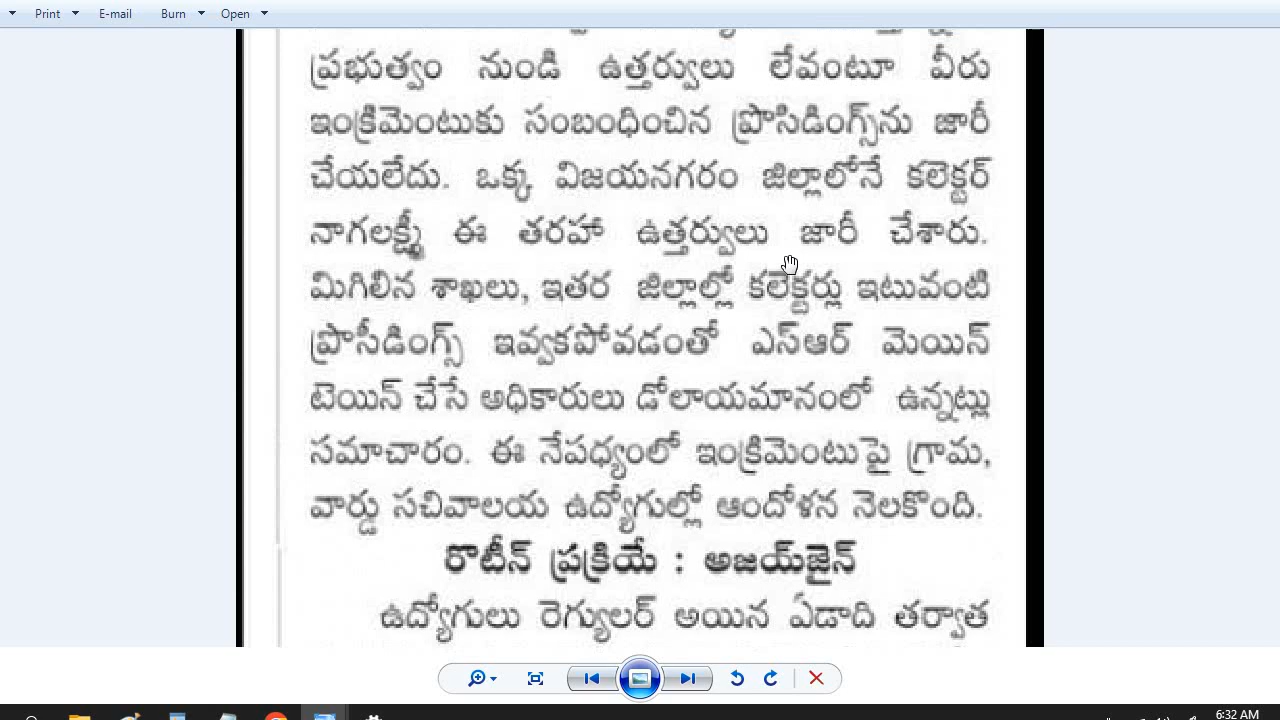 Print E-mail Burn Open
ప్రభుత్వం నుండి ఉత్తర్వులు లేవంటూ వీరు
ఇంక్రిమెంటుకు సంబంధించిన ప్రొసిడింగ్స్‌ను జారీ
చేయలేదు. ఒక్క విజయనగరం జిల్లాలోనే కలెక్టర్
నాగలక్ష్మీ ఈ తరహా ఉత్తర్వులు జారీ చేశారు.
మిగిలిన శాఖలు, ఇతర జిల్లాల్లో కలెక్టర్లు ఇటువంటి
ప్రొసీడింగ్స్ ఇవ్వకపోవడంతో ఎస్ఆర్ మెయిన్
టెయిన్ చేసే అధికారులు డోలాయమానంలో ఉన్నట్లు
సమాచారం. ఈ నేపధ్యంలో ఇంక్రిమెంటుపై గ్రామ,
వార్డు సచివాలయ ఉద్యోగుల్లో ఆందోళన నెలకొంది.
రొటీన్ ప్రక్రియే : అజయ్‌జైన్
ఉద్యోగులు రెగ్యులర్ అయిన ఏడాది తర్వాత
6:32 AM